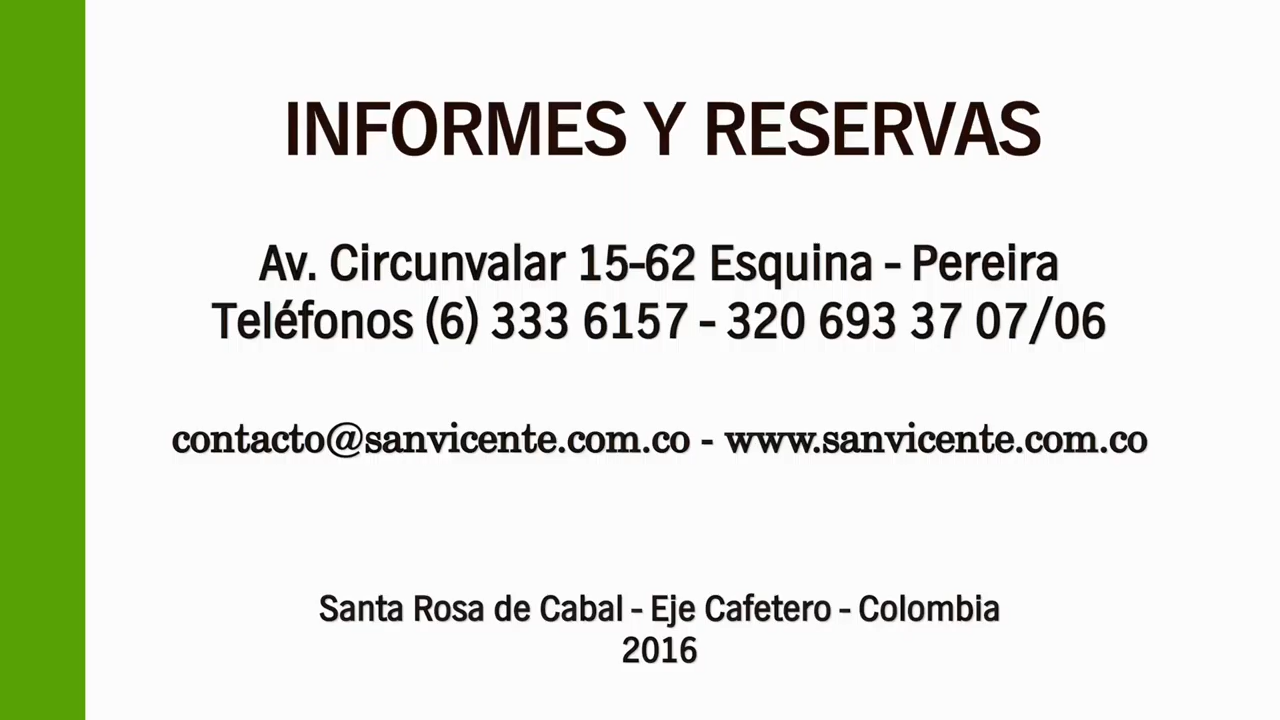 INFORMES Y RESERVAS
Av. Circunvalar 15-62 Esquina - Pereira
Teléfonos (6) 333 6157 - 320 693 37 07/06
contacto@sanvicente.com.co - www.sanvicente.com.co
Santa Rosa de Cabal - Eje Cafetero - Colombia
2016